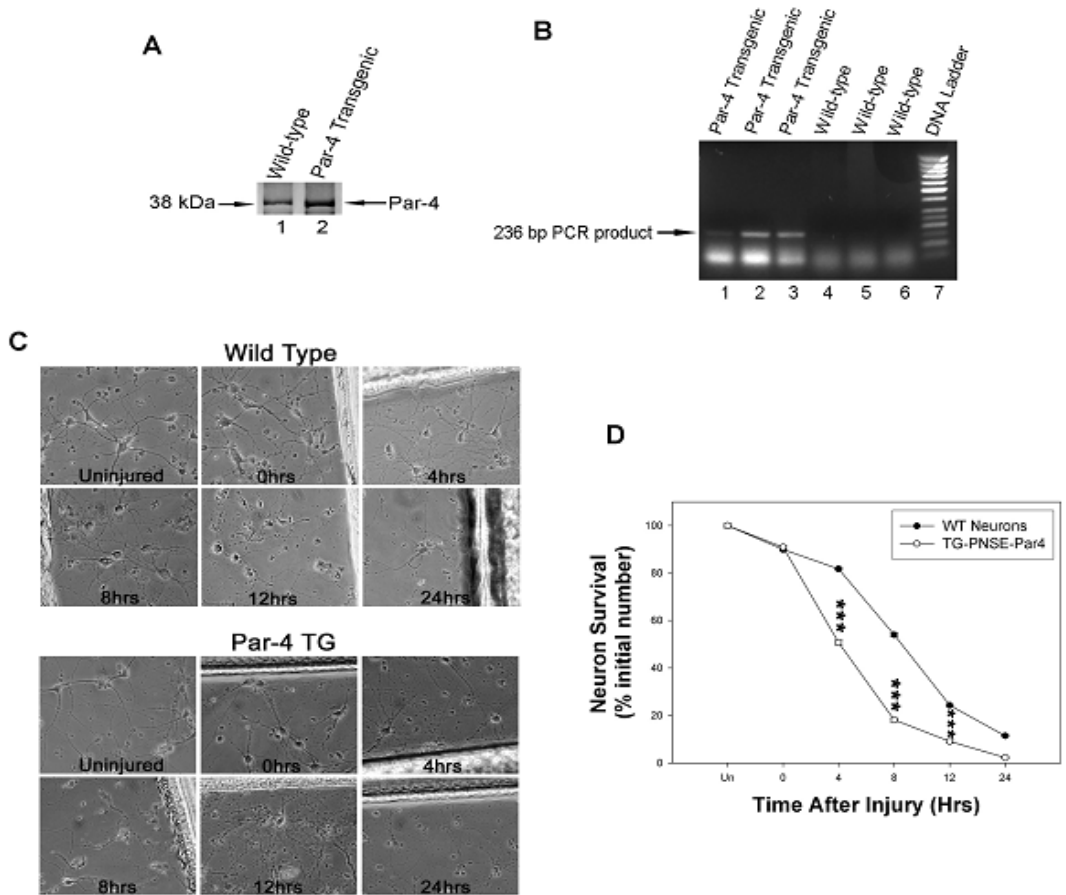 A
Wild-type
Par-4 Transgenic
38 kDa
Par-4
1 2
B
Par-4 Transgenic
Par-4 Transgenic
Par-4 Transgenic
Wild-type
Wild-type
Wild-type
DNA Ladder
236 bp PCR product
1 2 3 4 5 6 7
C
Wild Type
Uninjured 0hrs 4hrs
8hrs 12hrs 24hrs
Par-4 TG
Uninjured 0hrs 4hrs
8hrs 12hrs 24hrs
D
WT Neurons
TG-PNSE-Par4
Neuron Survival
(% initial number)
100
80
60
40
20
0
***
***
***
Un 0 4 8 12 24
Time After Injury (Hrs)